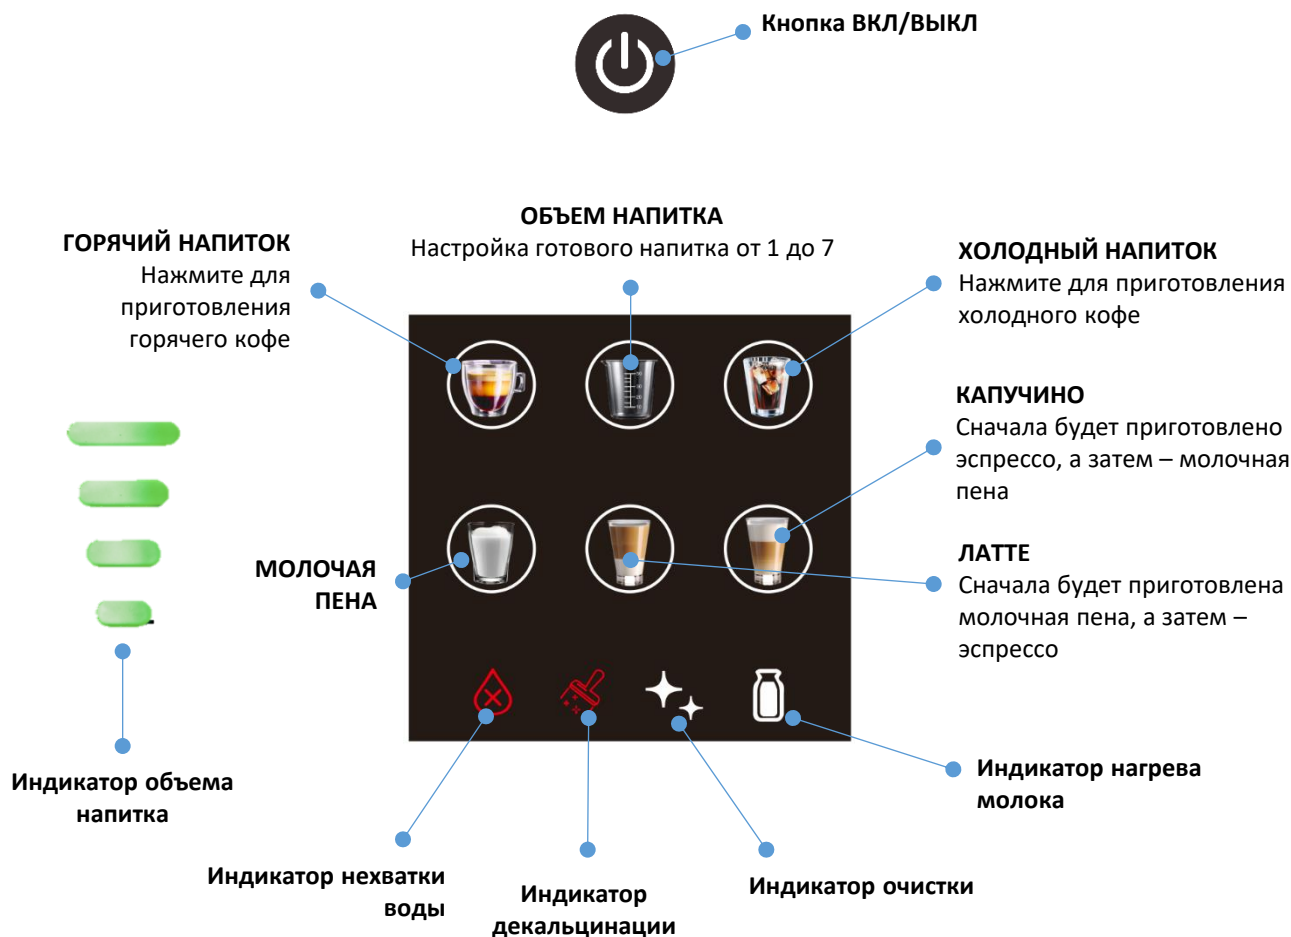 Кнопка ВКЛ/ВЫКЛ
ОБЪЕМ НАПИТКА
Настройка готового напитка от 1 до 7
ГОРЯЧИЙ НАПИТОК
Нажмите для
приготовления
горячего кофе
ХОЛОДНЫЙ НАПИТОК
Нажмите для приготовления
холодного кофе
КАПУЧИНО
Сначала будет приготовлено
эспрессо, а затем – молочная
пена
МОЛОЧАЯ
ПЕНА
ЛАТТЕ
Сначала будет приготовлена
молочная пена, а затем –
эспрессо
Индикатор объема
напитка
Индикатор нагрева
молока
Индикатор нехватки
воды
Индикатор
декальцинации
Индикатор очистки